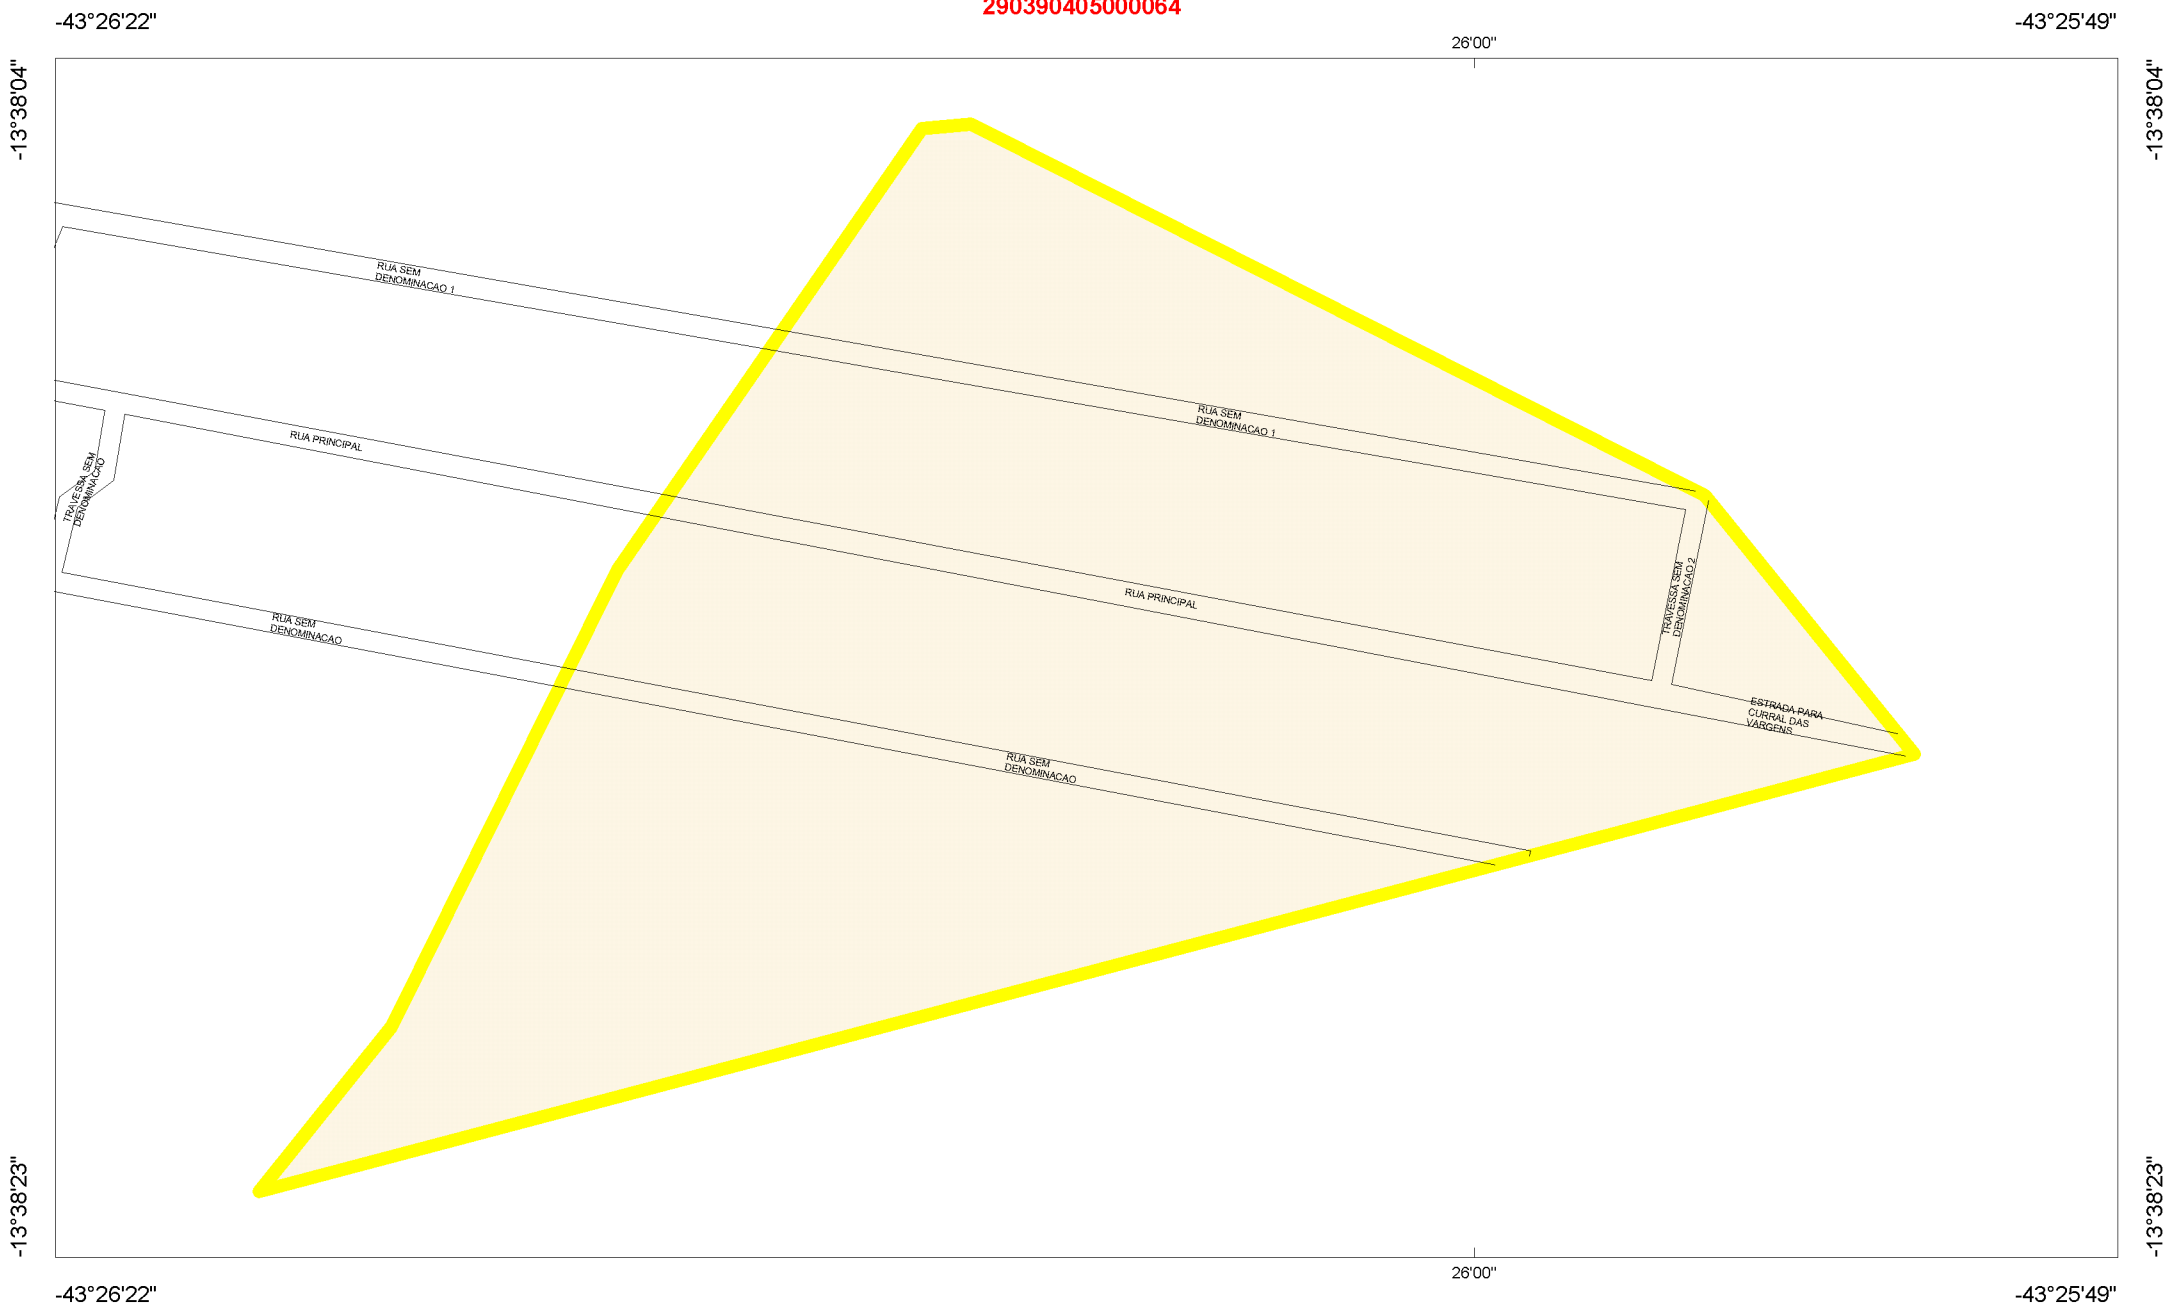 290390405000064
-43°26'22"
-43°25'49"
26'00"
-13°38'04"
-13°38'04"
RUA SEM
DENOMINACAO 1
RUA SEM
DENOMINACAO 1
RUA PRINCIPAL
TRAVESSA SEM
DENOMINACAO
RUA PRINCIPAL
TRAVESSA SEM
DENOMINACAO 2
RUA SEM
DENOMINACAO
ESTRADA PARA
CURRAL DAS
VARGENS
RUA SEM
DENOMINACAO
-13°38'23"
-13°38'23"
26'00"
-43°26'22"
-43°25'49"